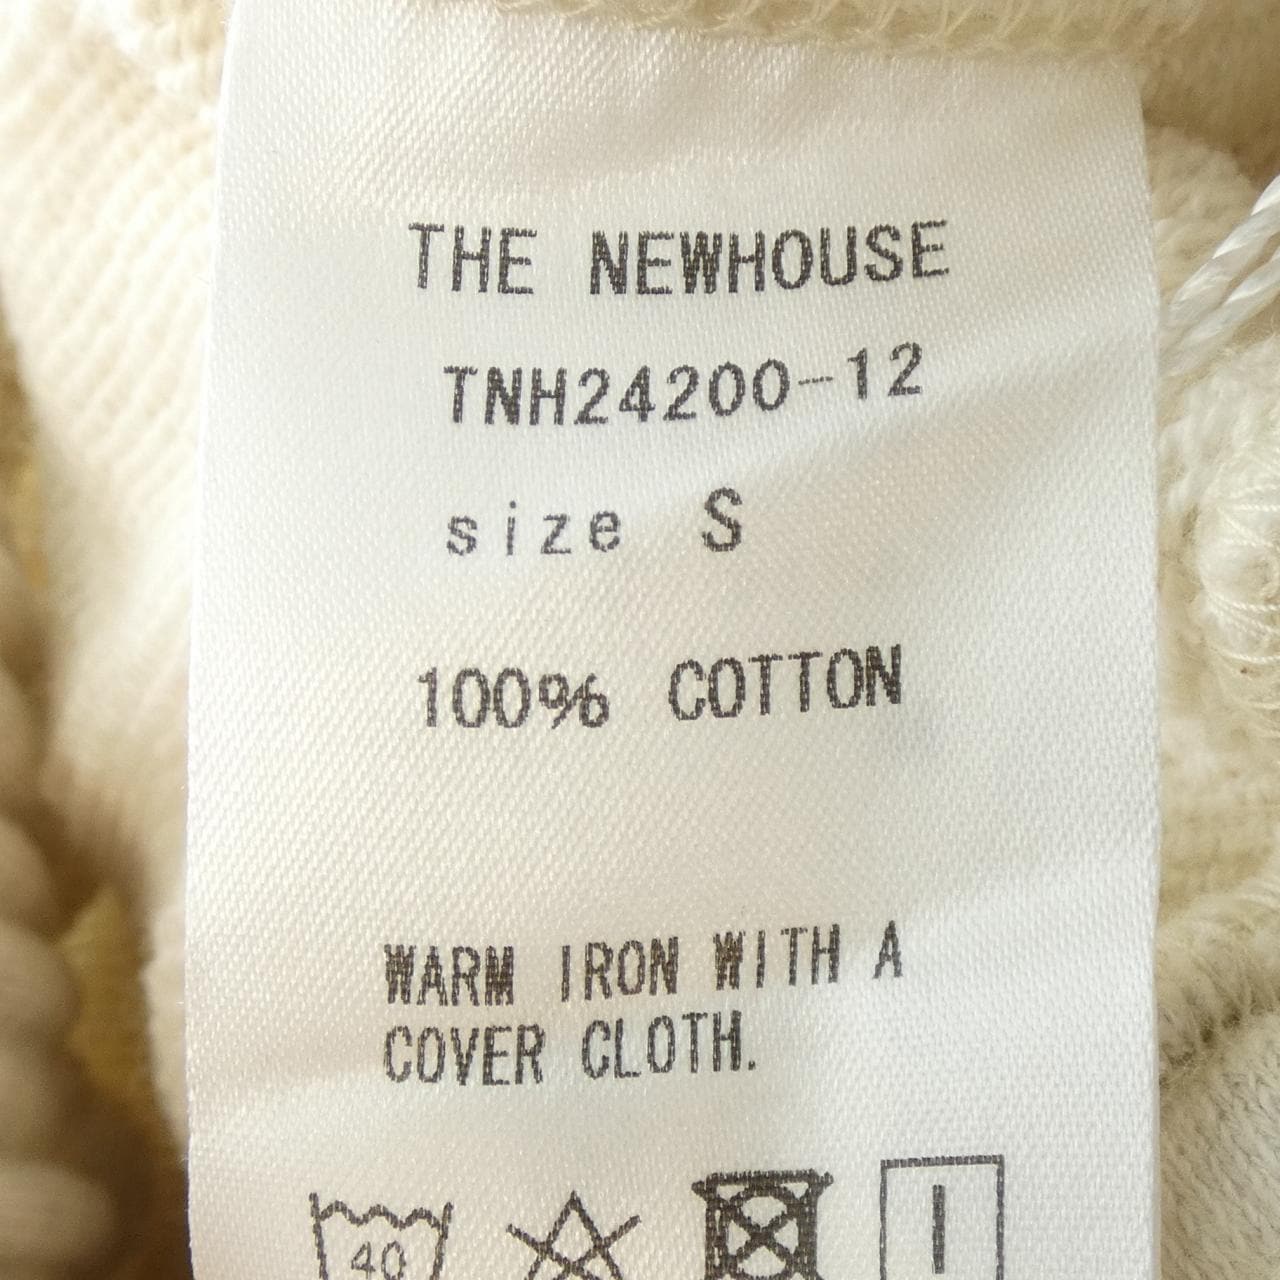 THE NEWHOUSE
TNH24200-12
size S
100% COTTON
WARM IRON WITH A
COVER CLOTH.
40